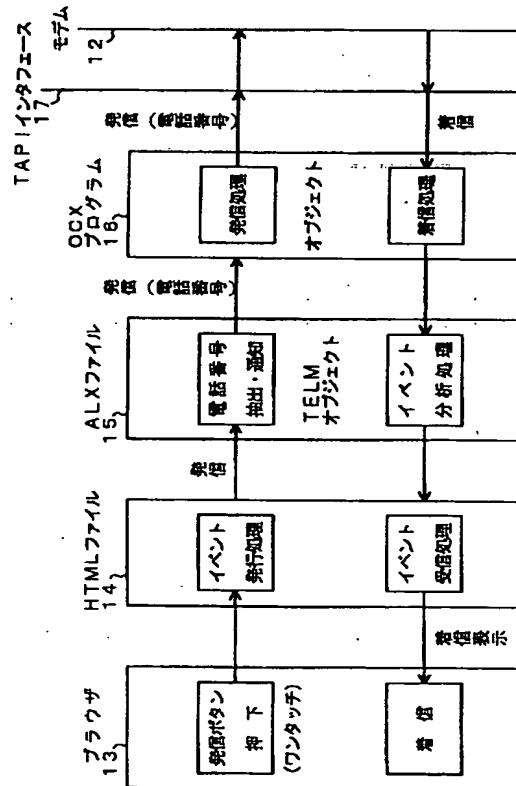 ブラウザ
13
発信ボタン
押下
(ワンタッチ)
着信
HTMLファイル
14
イベント
発行処理
イベント
受信処理
着信表示
ALXファイル
15
発信
電話番号
抽出・通知
TELM
オブジェクト
イベント
分析処理
OCX
プログラム
16
発信(電話番号)
発信処理
オブジェクト
着信処理
TAPIインタフェース
17
発信(電話番号)
着信
モデム
12